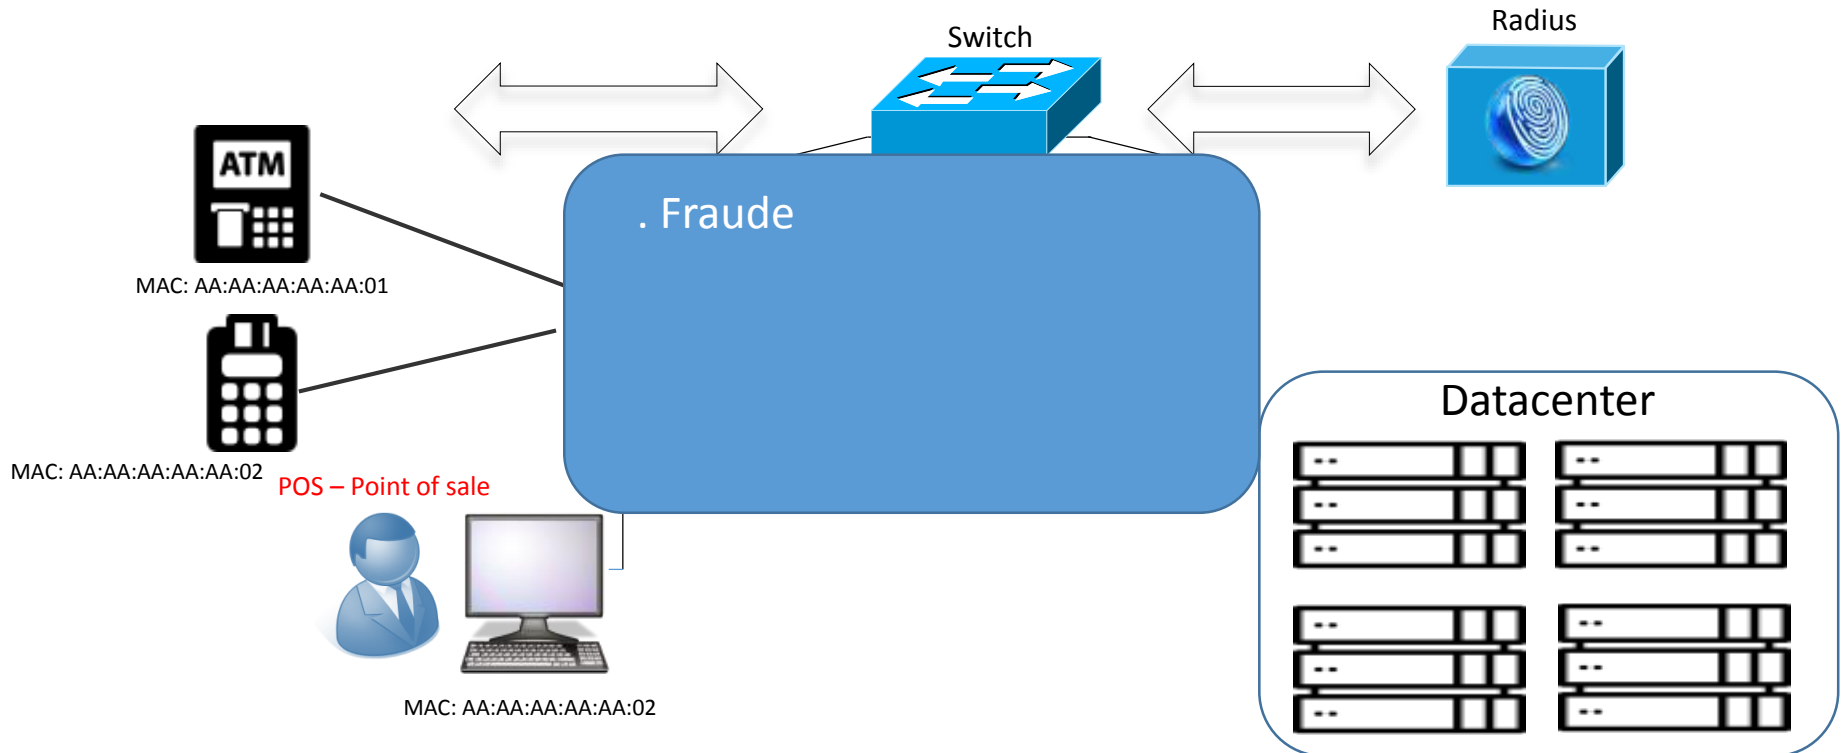 Switch
Radius
ATM
. Fraude
MAC: AA:AA:AA:AA:AA:01
MAC: AA:AA:AA:AA:AA:02
POS – Point of sale
Datacenter
MAC: AA:AA:AA:AA:AA:02